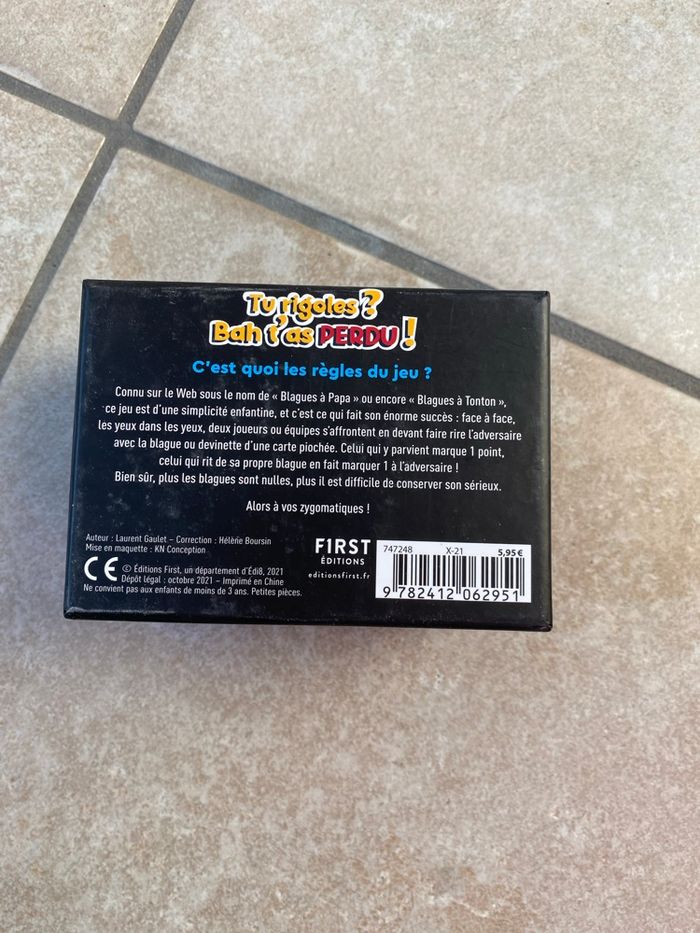 Tu rigoles ?
Bah t'as PERDU !
C'est quoi les règles du jeu ?
Connu sur le Web sous le nom de « Blagues à Papa » ou encore « Blagues à Tonton »,
ce jeu est d'une simplicité enfantine, et c'est ce qui fait son énorme succès : face à face,
les yeux dans les yeux, deux joueurs ou équipes s'affrontent en devant faire rire l'adversaire
avec la blague ou devinette d'une carte piochée. Celui qui y parvient marque 1 point,
celui qui rit de sa propre blague en fait marquer 1 à l'adversaire !
Bien sûr, plus les blagues sont nulles, plus il est difficile de conserver son sérieux.
Alors à vos zygomatiques !
Auteur : Laurent Gaulet – Correction : Hélène Boursin
Mise en maquette : KN Conception
CE
© Éditions First, un département d'Édi8, 2021
Dépôt légal : octobre 2021 – Imprimé en Chine
Ne convient pas aux enfants de moins de 3 ans. Petites pièces.
F1RST
ÉDITIONS
editionsfirst.fr
747248 X-21 5,95 €
9 782412 062951